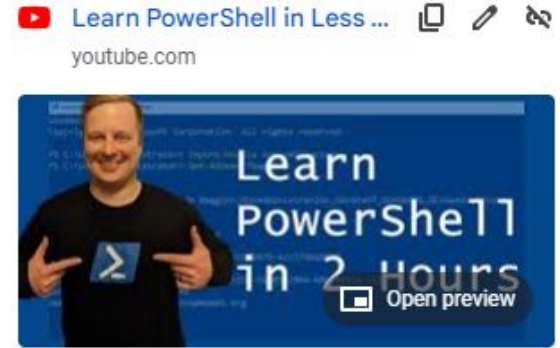 Learn PowerShell in Less ...
youtube.com
Learn
PowerShell
in 2 Hours
Open preview